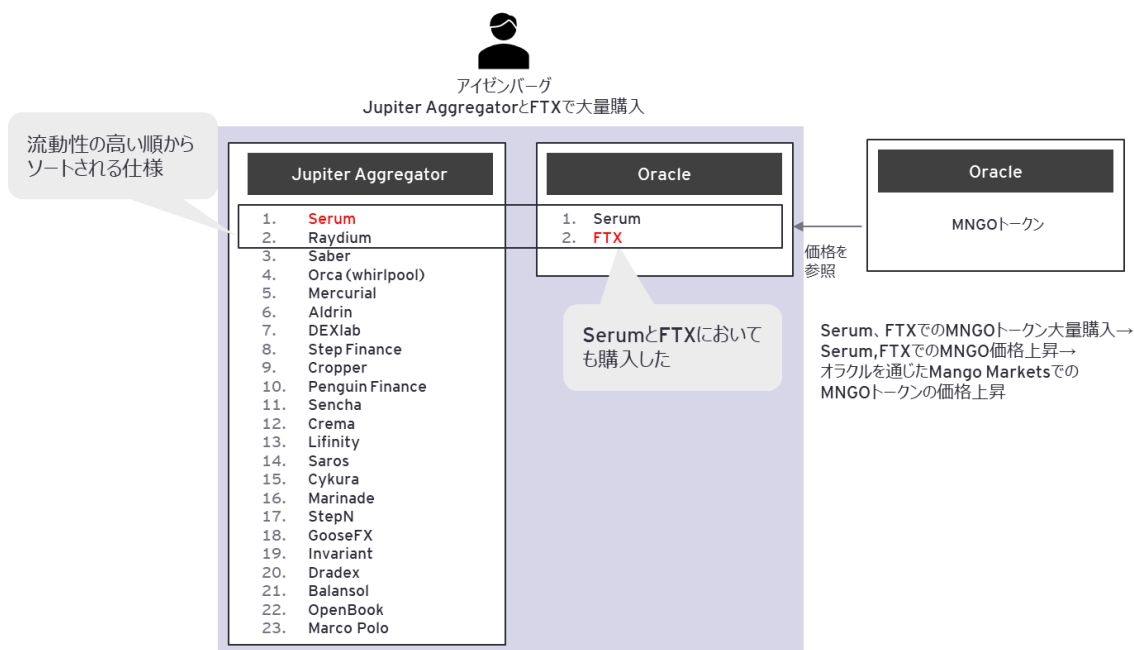 アイゼンバーグ
Jupiter AggregatorとFTXで大量購入
流動性の高い順から
ソートされる仕様
Jupiter Aggregator
1. Serum
2. Raydium
3. Saber
4. Orca (whirlpool)
5. Mercurial
6. Aldrin
7. DEXlab
8. Step Finance
9. Cropper
10. Penguin Finance
11. Sencha
12. Crema
13. Lifinity
14. Saros
15. Cykura
16. Marinade
17. StepN
18. GooseFX
19. Invariant
20. Dradex
21. Balansol
22. OpenBook
23. Marco Polo
Oracle
1. Serum
2. FTX
SerumとFTXにおいて
も購入した
価格を
参照
Oracle
MNGOトークン
Serum、FTXでのMNGOトークン大量購入→
Serum,FTXでのMNGO価格上昇→
オラクルを通じたMango Marketsでの
MNGOトークンの価格上昇